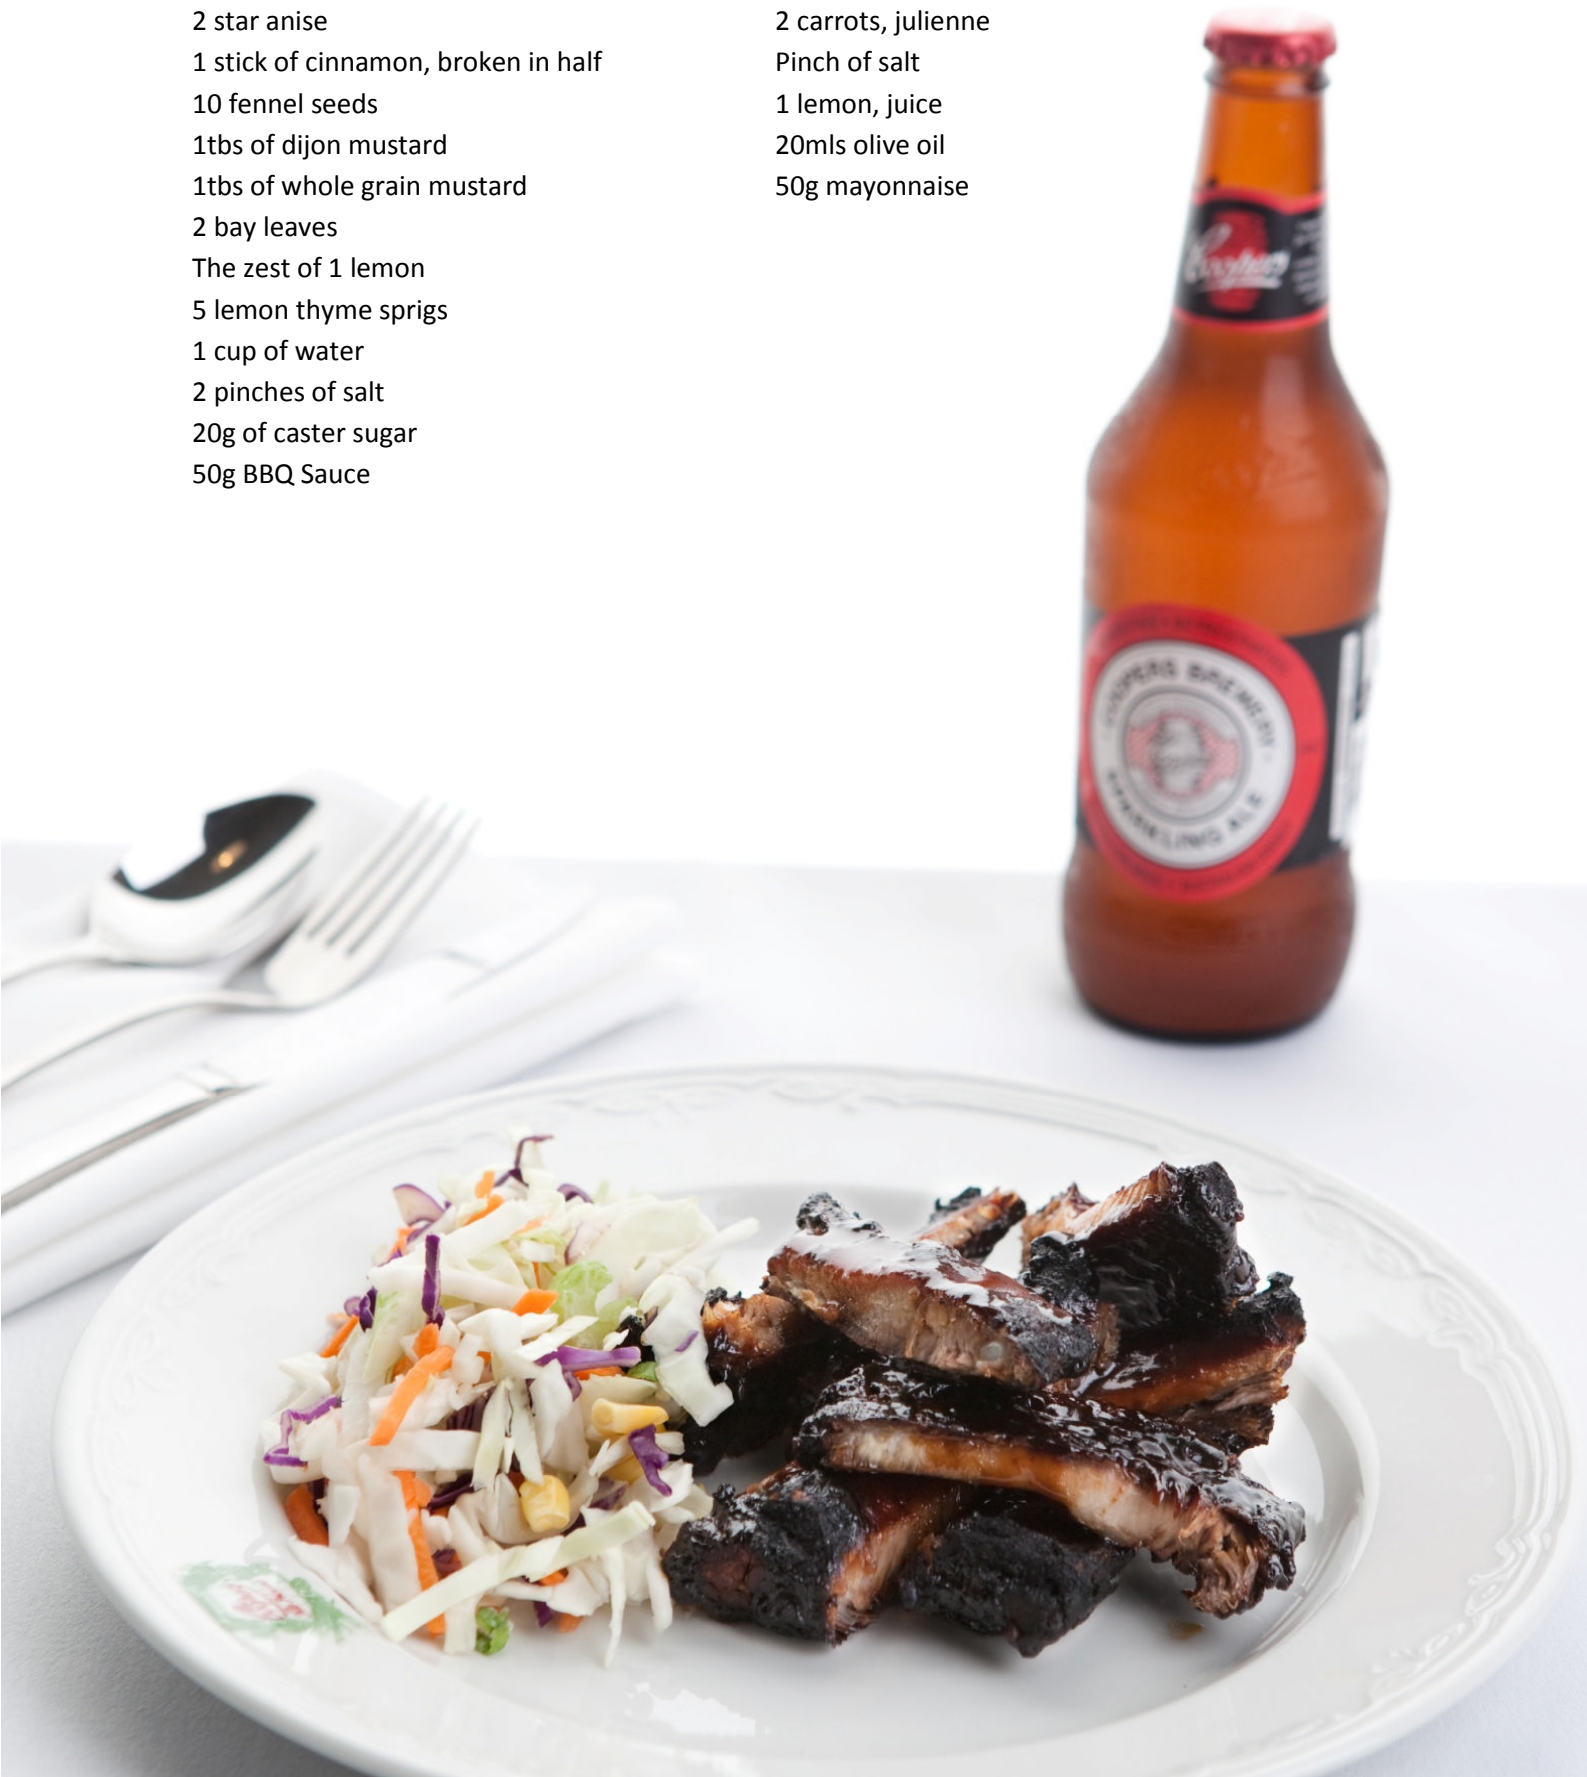 2 star anise
1 stick of cinnamon, broken in half
10 fennel seeds
1tbs of dijon mustard
1tbs of whole grain mustard
2 bay leaves
The zest of 1 lemon
5 lemon thyme sprigs
1 cup of water
2 pinches of salt
20g of caster sugar
50g BBQ Sauce
2 carrots, julienne
Pinch of salt
1 lemon, juice
20mls olive oil
50g mayonnaise
Coopers
COOPERS BREWERY
SPARKLING ALE